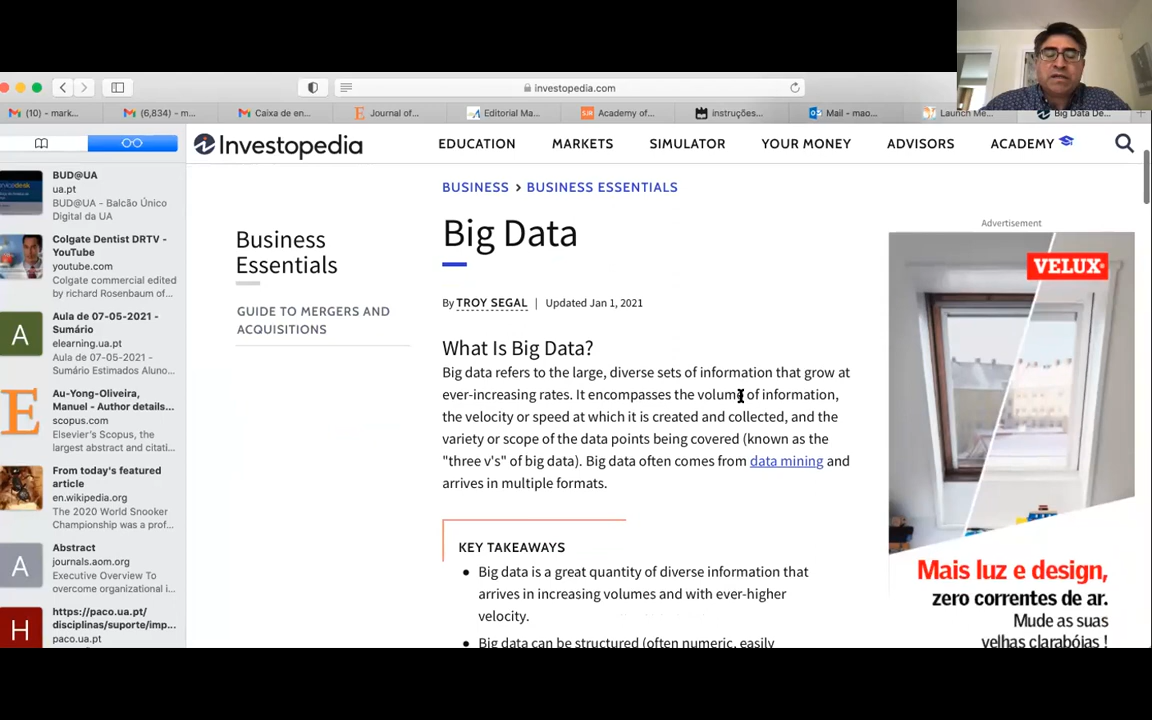 investopedia.com
(10) - mark...
(6,834) - m...
Caixa de en...
Journal of...
Editorial Ma...
Academy of...
instruções...
Mail - mao...
Launch Me...
Big Data De...
BUD@UA
ua.pt
BUD@UA - Balcão Único
Digital da UA
Colgate Dentist DRTV -
YouTube
youtube.com
Colgate commercial edited
by richard Rosenbaum of...
A
Aula de 07-05-2021 -
Sumário
elearning.ua.pt
Aula de 07-05-2021 -
Sumário Estimados Aluno...
E
Au-Yong-Oliveira,
Manuel - Author details...
scopus.com
Elsevier's Scopus, the
largest abstract and citati...
From today's featured
article
en.wikipedia.org
The 2020 World Snooker
Championship was a prof...
A
Abstract
journals.aom.org
Executive Overview To
overcome organizational i...
H
https://paco.ua.pt/
disciplinas/suporte/imp...
paco.ua.pt
Investopedia
EDUCATION
MARKETS
SIMULATOR
YOUR MONEY
ADVISORS
ACADEMY
BUSINESS > BUSINESS ESSENTIALS
Business
Essentials
GUIDE TO MERGERS AND
ACQUISITIONS
Big Data
By TROY SEGAL | Updated Jan 1, 2021
What Is Big Data?
Big data refers to the large, diverse sets of information that grow at
ever-increasing rates. It encompasses the volume of information,
the velocity or speed at which it is created and collected, and the
variety or scope of the data points being covered (known as the
"three v's" of big data). Big data often comes from data mining and
arrives in multiple formats.
KEY TAKEAWAYS
Big data is a great quantity of diverse information that
arrives in increasing volumes and with ever-higher
velocity.
Big data can be structured (often numeric, easily
Advertisement
VELUX
Mais luz e design,
zero correntes de ar.
Mude as suas
velhas clarabóias !